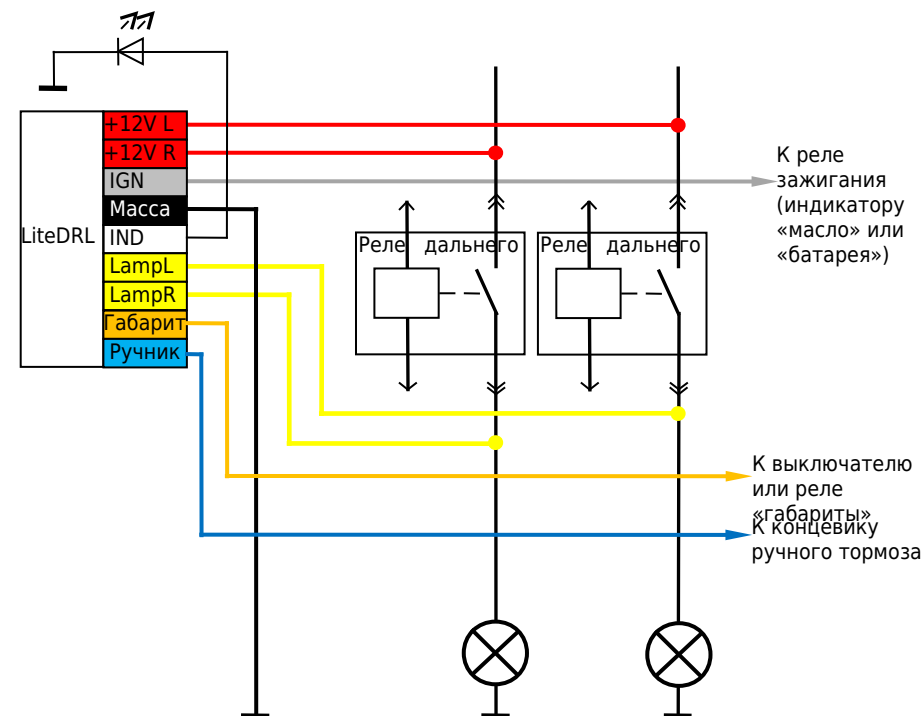 +12V L
+12V R
IGN
Масса
LiteDRL
IND
LampL
LampR
Габарит
Ручник
Реле дальнего
Реле дальнего
К реле
зажигания
(индикатору
«масло» или
«батарея»)
К выключателю
или реле
«габариты»
К концевику
ручного тормоза